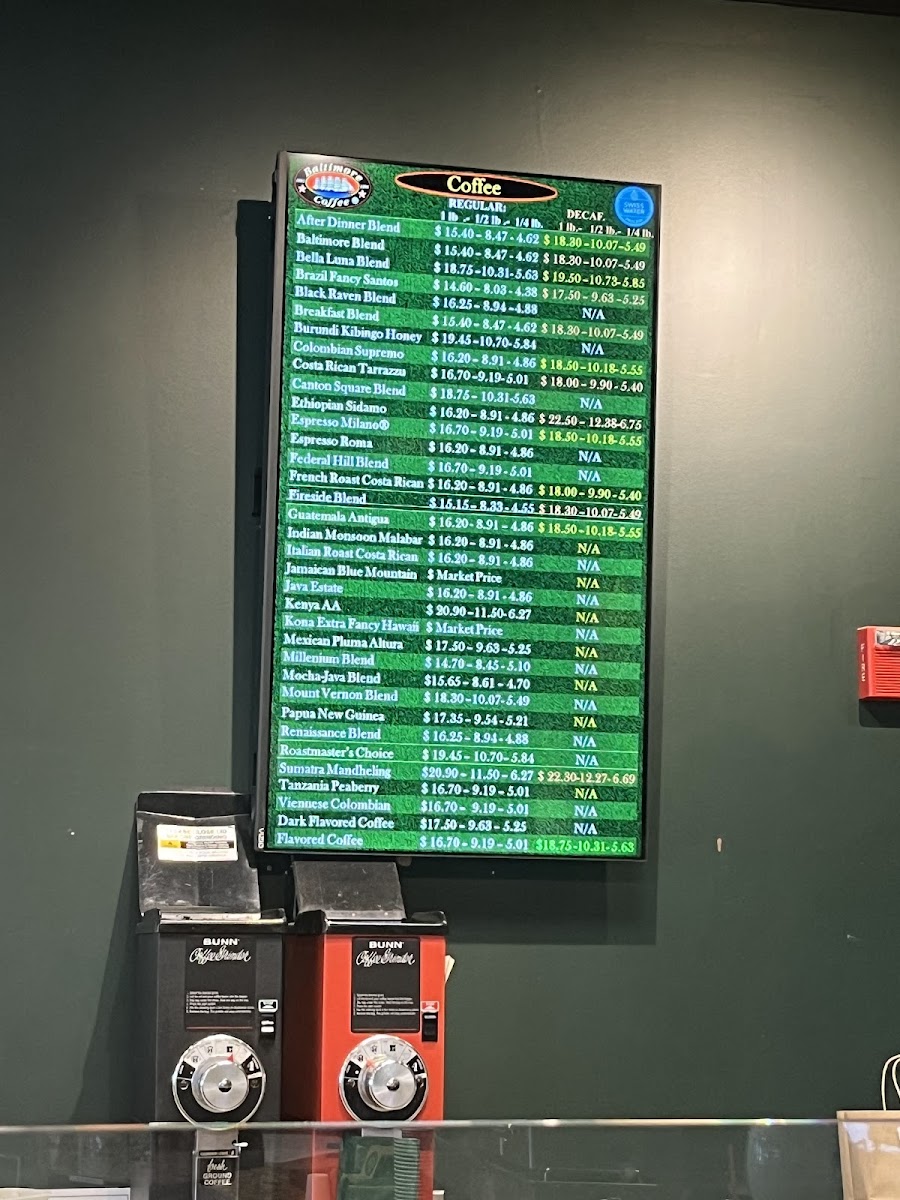 Baltimore
Coffee
Coffee
SWISS
WATER
REGULAR: DECAF.
1 lb .- 1/2 lb.- 1/4 lb. 1 lb.- 1/2 lb.- 1/4 lb.
After Dinner Blend $ 15.40 - 8.47 - 4.62 $ 18.30 -10.07-5.49
Baltimore Blend $ 15.40 - 8.47 - 4.62 $ 18.30 -10.07-5.49
Bella Luna Blend $ 18.75 -10.31-5.63 $ 19.50 -10.73-5.85
Brazil Fancy Santos $ 14.60 - 8.03 - 4.38 $ 17.50 - 9.63 -5.25
Black Raven Blend $ 16.25 - 8.94 -4.88 N/A
Breakfast Blend $ 15.40 - 8.47 - 4.62 $ 18.30 -10.07-5.49
Burundi Kibingo Honey $ 19.45 -10.70-5.84 N/A
Colombian Supremo $ 16.20 - 8.91 - 4.86 $ 18.50 -10.18-5.55
Costa Rican Tarrazzu $ 16.70 -9.19 -5.01 $ 18.00 - 9.90 - 5.40
Canton Square Blend $ 18.75 - 10.31-5.63 N/A
Ethiopian Sidamo $ 16.20 - 8.91 - 4.86 $ 22.50 - 12.38-6.75
Espresso Milano® $ 16.70 - 9.19 - 5.01 $ 18.50 -10.18-5.55
Espresso Roma $ 16.20 - 8.91 - 4.86 N/A
Federal Hill Blend $ 16.70 - 9.19 - 5.01 N/A
French Roast Costa Rican $ 16.20 - 8.91 - 4.86 $ 18.00 - 9.90 - 5.40
Fireside Blend $ 15.15 - 8.33 - 4.55 $ 18.30 -10.07-5.49
Guatemala Antigua $ 16.20 - 8.91 - 4.86 $ 18.50 -10.18-5.55
Indian Monsoon Malabar $ 16.20 - 8.91 - 4.86 N/A
Italian Roast Costa Rican $ 16.20 - 8.91 - 4.86 N/A
Jamaican Blue Mountain $ Market Price N/A
Java Estate $ 16.20 - 8.91 - 4.86 N/A
Kenya AA $ 20.90 -11.50- 6.27 N/A
Kona Extra Fancy Hawaii $ Market Price N/A
Mexican Pluma Altura $ 17.50 - 9.63 - 5.25 N/A
Millenium Blend $ 14.70 - 8.45 - 5.10 N/A
Mocha-Java Blend $15.65 - 8.61 - 4.70 N/A
Mount Vernon Blend $ 18.30 -10.07-5.49 N/A
Papua New Guinea $ 17.35 - 9.54 - 5.21 N/A
Renaissance Blend $ 16.25 - 8.94 - 4.88 N/A
Roastmaster's Choice $ 19.45 - 10.70- 5.84 N/A
Sumatra Mandheling $20.90 - 11.50 - 6.27 $ 22.30-12.27- 6.69
Tanzania Peaberry $ 16.70 - 9.19 - 5.01 N/A
Viennese Colombian $16.70 - 9.19 - 5.01 N/A
Dark Flavored Coffee $17.50 - 9.63 - 5.25 N/A
Flavored Coffee $ 16.70 - 9.19 - 5.01 $18.75 -10.31- 5.63
FIRE
BUNN BUNN
Coffee Grinder Coffee Grinder
fresh
GROUND
COFFEE